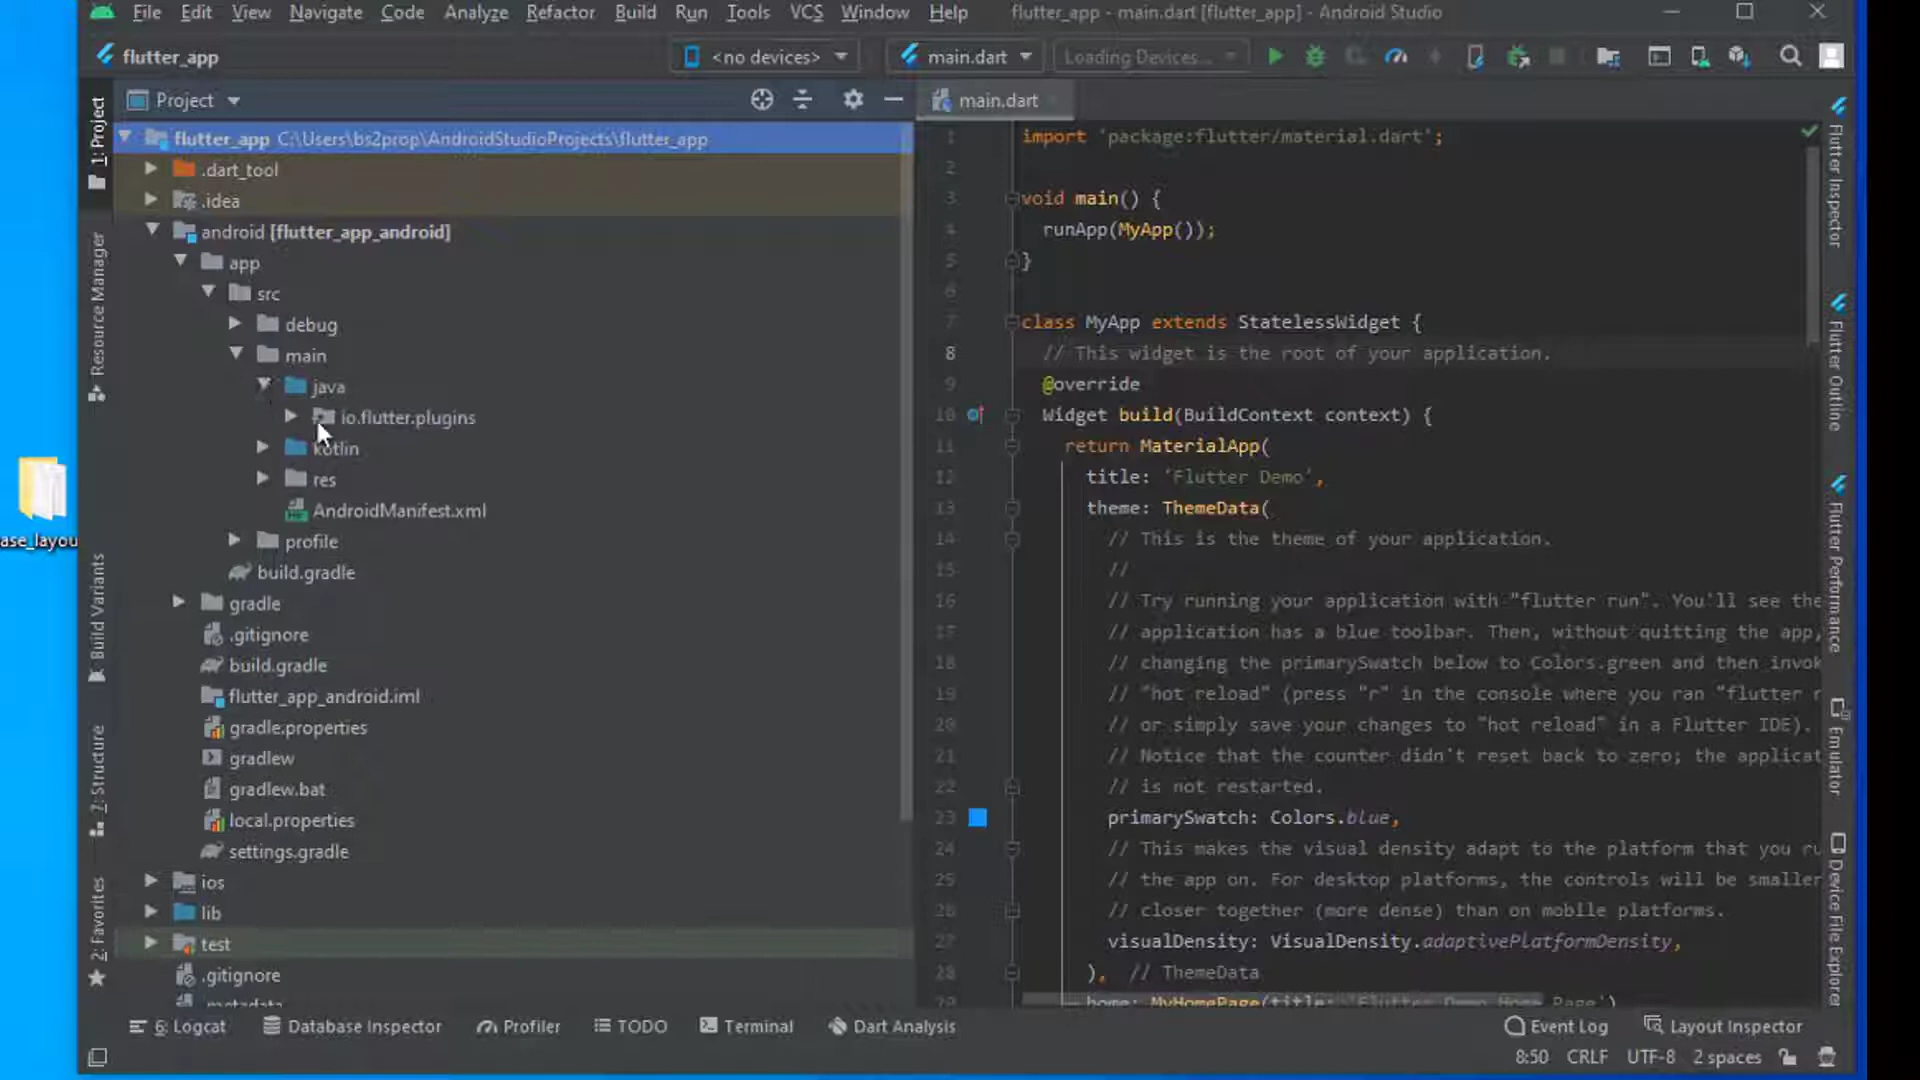 File Edit View Navigate Code Analyze Refactor Build Run Tools VCS Window Help flutter_app - main.dart [flutter_app] - Android Studio
flutter_app <no devices> main.dart Loading Devices...
Project main.dart
1: Project
Resource Manager
Build Variants
7: Structure
2: Favorites
ase_layou
flutter_app C:\Users\bs2prop\AndroidStudioProjects\flutter_app
.dart_tool
.idea
android [flutter_app_android]
app
src
debug
main
java
io.flutter.plugins
kotlin
res
AndroidManifest.xml
profile
build.gradle
gradle
.gitignore
build.gradle
flutter_app_android.iml
gradle.properties
gradlew
gradlew.bat
local.properties
settings.gradle
ios
lib
test
.gitignore
.metadata
1 import 'package:flutter/material.dart';
2
3 void main() {
4 runApp(MyApp());
5 }
6
7 class MyApp extends StatelessWidget {
8 // This widget is the root of your application.
9 @override
10 Widget build(BuildContext context) {
11 return MaterialApp(
12 title: 'Flutter Demo',
13 theme: ThemeData(
14 // This is the theme of your application.
15 //
16 // Try running your application with "flutter run". You'll see the
17 // application has a blue toolbar. Then, without quitting the app,
18 // changing the primarySwatch below to Colors.green and then invok
19 // "hot reload" (press "r" in the console where you ran "flutter r
20 // or simply save your changes to "hot reload" in a Flutter IDE).
21 // Notice that the counter didn't reset back to zero; the applicat
22 // is not restarted.
23 primarySwatch: Colors.blue,
24 // This makes the visual density adapt to the platform that you ru
25 // the app on. For desktop platforms, the controls will be smaller
26 // closer together (more dense) than on mobile platforms.
27 visualDensity: VisualDensity.adaptivePlatformDensity,
28 ), // ThemeData
29 home: MyHomePage(title: 'Flutter Demo Home Page')
Flutter Inspector
Flutter Outline
Flutter Performance
Emulator
Device File Explorer
6: Logcat Database Inspector Profiler TODO Terminal Dart Analysis Event Log Layout Inspector
8:50 CRLF UTF-8 2 spaces